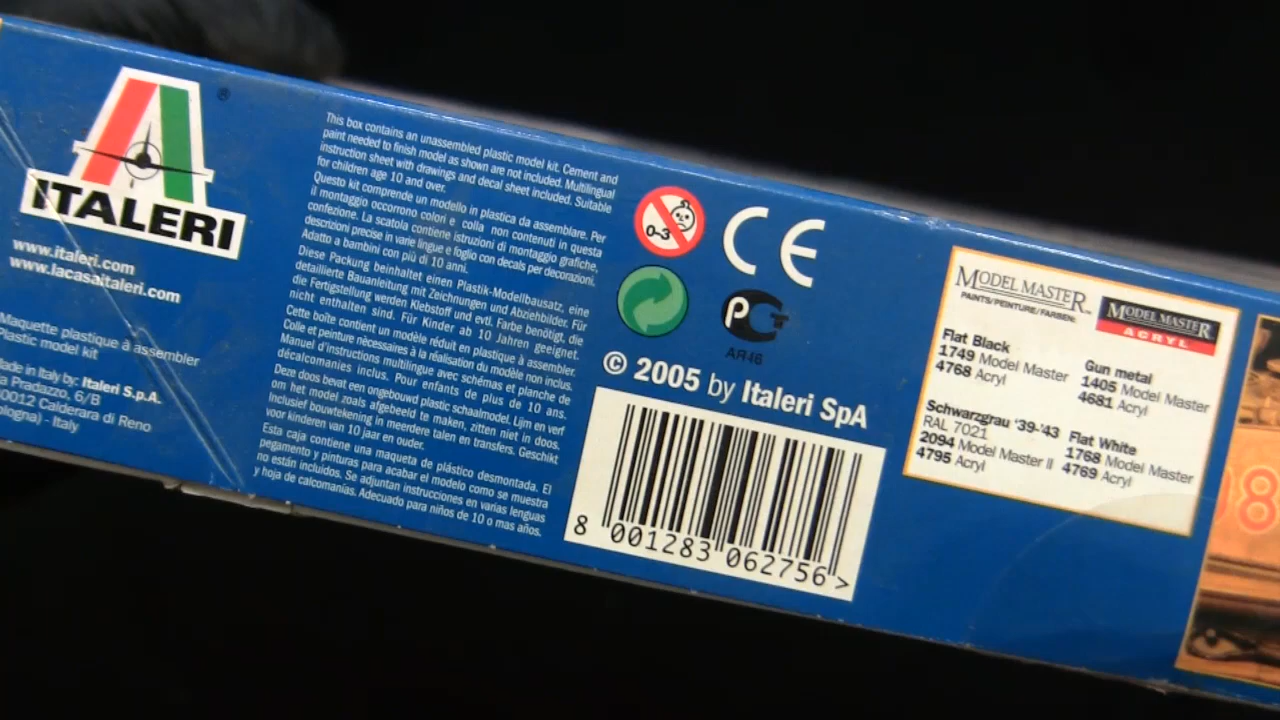 ITALERI
®
www.italeri.com
www.lacasaitaleri.com
Maquette plastique à assembler
Plastic model kit
ade in Italy by: Italeri S.p.A.
a Pradazzo, 6/B
0012 Calderara di Reno
ologna) - Italy
This box contains an unassembled plastic model kit. Cement and
paint needed to finish model as shown are not included. Multilingual
instruction sheet with drawings and decal sheet included. Suitable
for children age 10 and over.
Questo kit comprende un modello in plastica da assemblare. Per
il montaggio occorrono colori e colla non contenuti in questa
confezione. La scatola contiene istruzioni di montaggio grafiche,
descrizioni precise in varie lingue e foglio con decals per decorazioni.
Adatto a bambini con più di 10 anni.
Diese Packung beinhaltet einen Plastik-Modellbausatz, eine
detaillierte Bauanleitung mit Zeichnungen und Abziehbilder. Für
die Fertigstellung werden Klebstoff und evtl. Farbe benötigt, die
nicht enthalten sind. Für Kinder ab 10 Jahren geeignet.
Cette boîte contient un modèle réduit en plastique à assembler.
Colle et peinture nècessaires à la réalisation du modèle non inclus.
Manuel d'instructions multilingue avec schémas et planche de
décalcomanies inclus. Pour enfants de plus de 10 ans.
Deze doos bevat een ongebouwd plastic schaalmodel. Lijm en verf
om het model zoals afgebeeld te maken, zitten niet in doos.
Inclusief bouwtekening in meerdere talen en transfers. Geschikt
voor kinderen van 10 jaar en ouder.
Esta caja contiene una maqueta de plástico desmontada. El
pegamento y pinturas para acabar el modelo como se muestra
no están incluídos. Se adjuntan instrucciones en varias lenguas
y hoja de calcomanías. Adecuado para niños de 10 o mas años.
0-3
CE
AR46
© 2005 by Italeri SpA
8 001283 062756 >
MODEL MASTER™
PAINTS/PEINTURE/FARBEN:
MODEL MASTER
ACRYL
Flat Black
1749 Model Master
4768 Acryl
Gun metal
1405 Model Master
4681 Acryl
Schwarzgrau '39-'43
RAL 7021
2094 Model Master II
4795 Acryl
Flat White
1768 Model Master
4769 Acryl
8